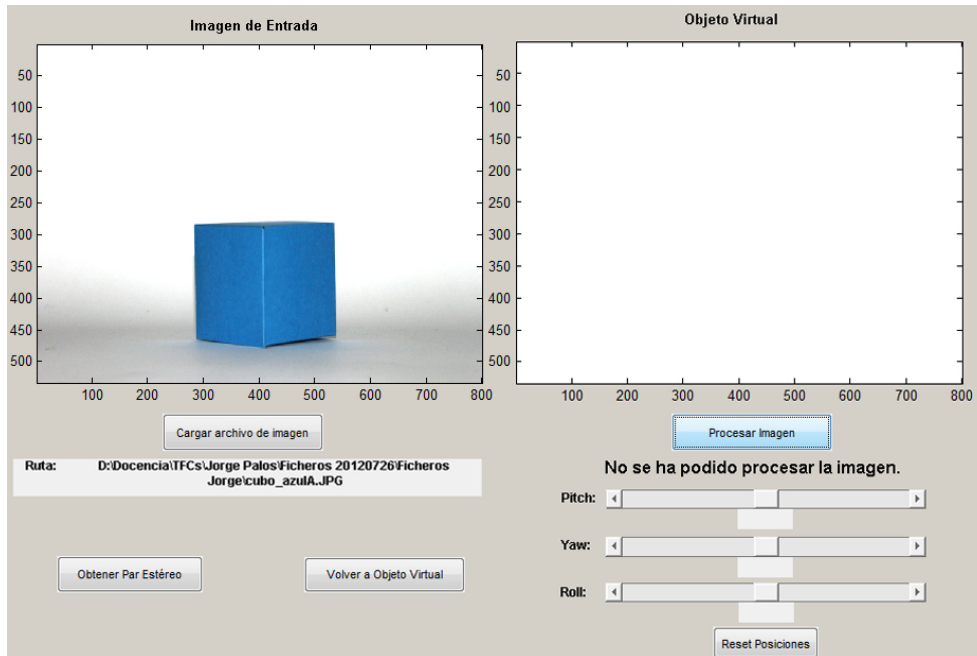 Imagen de Entrada
50
100
150
200
250
300
350
400
450
500
100 200 300 400 500 600 700 800
Cargar archivo de imagen
Ruta: D:\Docencia\TFCs\Jorge Palos\Ficheros 20120726\Ficheros
Jorge\cubo_azulA.JPG
Obtener Par Estéreo
Volver a Objeto Virtual
Objeto Virtual
50
100
150
200
250
300
350
400
450
500
100 200 300 400 500 600 700 800
Procesar Imagen
No se ha podido procesar la imagen.
Pitch:
Yaw:
Roll:
Reset Posiciones